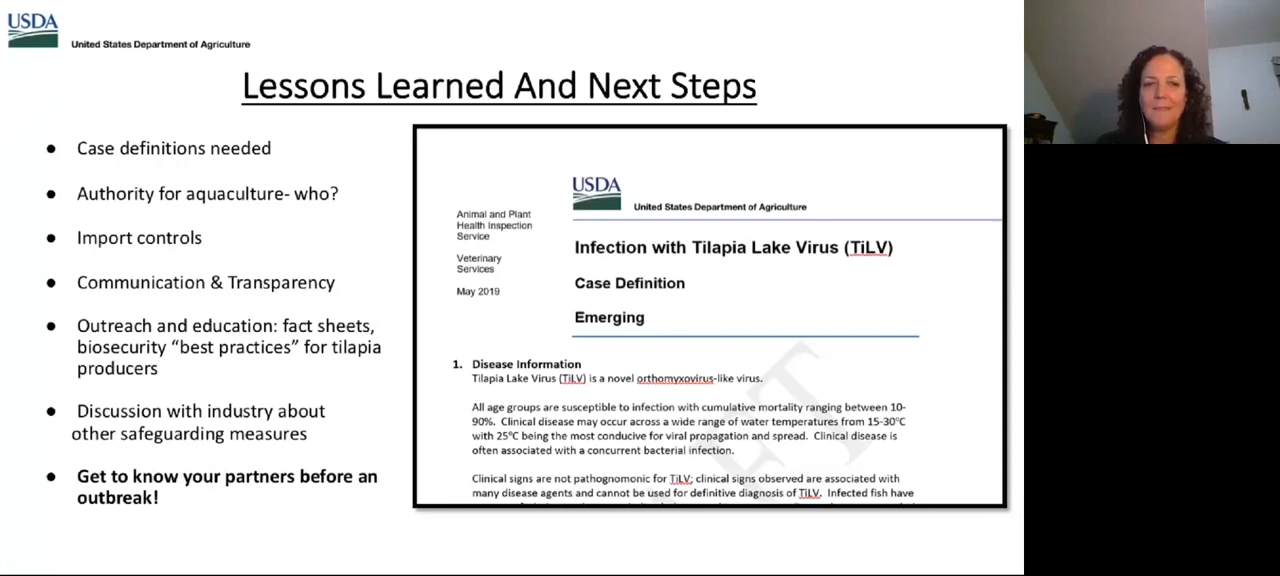 USDA
United States Department of Agriculture
Lessons Learned And Next Steps
● Case definitions needed
● Authority for aquaculture- who?
● Import controls
● Communication & Transparency
● Outreach and education: fact sheets,
biosecurity “best practices” for tilapia
producers
● Discussion with industry about
other safeguarding measures
● Get to know your partners before an
outbreak!
USDA
United States Department of Agriculture
Animal and Plant
Health Inspection
Service
Veterinary
Services
May 2019
Infection with Tilapia Lake Virus (TiLV)
Case Definition
Emerging
1. Disease Information
Tilapia Lake Virus (TiLV) is a novel orthomyxovirus-like virus.
All age groups are susceptible to infection with cumulative mortality ranging between 10-
90%. Clinical disease may occur across a wide range of water temperatures from 15-30°C
with 25°C being the most conducive for viral propagation and spread. Clinical disease is
often associated with a concurrent bacterial infection.
Clinical signs are not pathognomonic for TiLV; clinical signs observed are associated with
many disease agents and cannot be used for definitive diagnosis of TiLV. Infected fish have